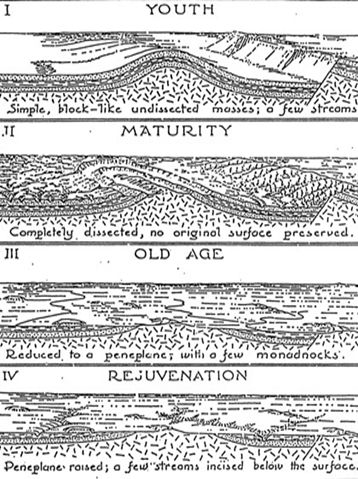 I YOUTH
Simple, block-like undissected masses; a few streams
II MATURITY
Completely dissected, no original surface preserved.
III OLD AGE
Reduced to a peneplane; with a few monadnocks.
IV REJUVENATION
Peneplane raised; a few streams incised below the surface.